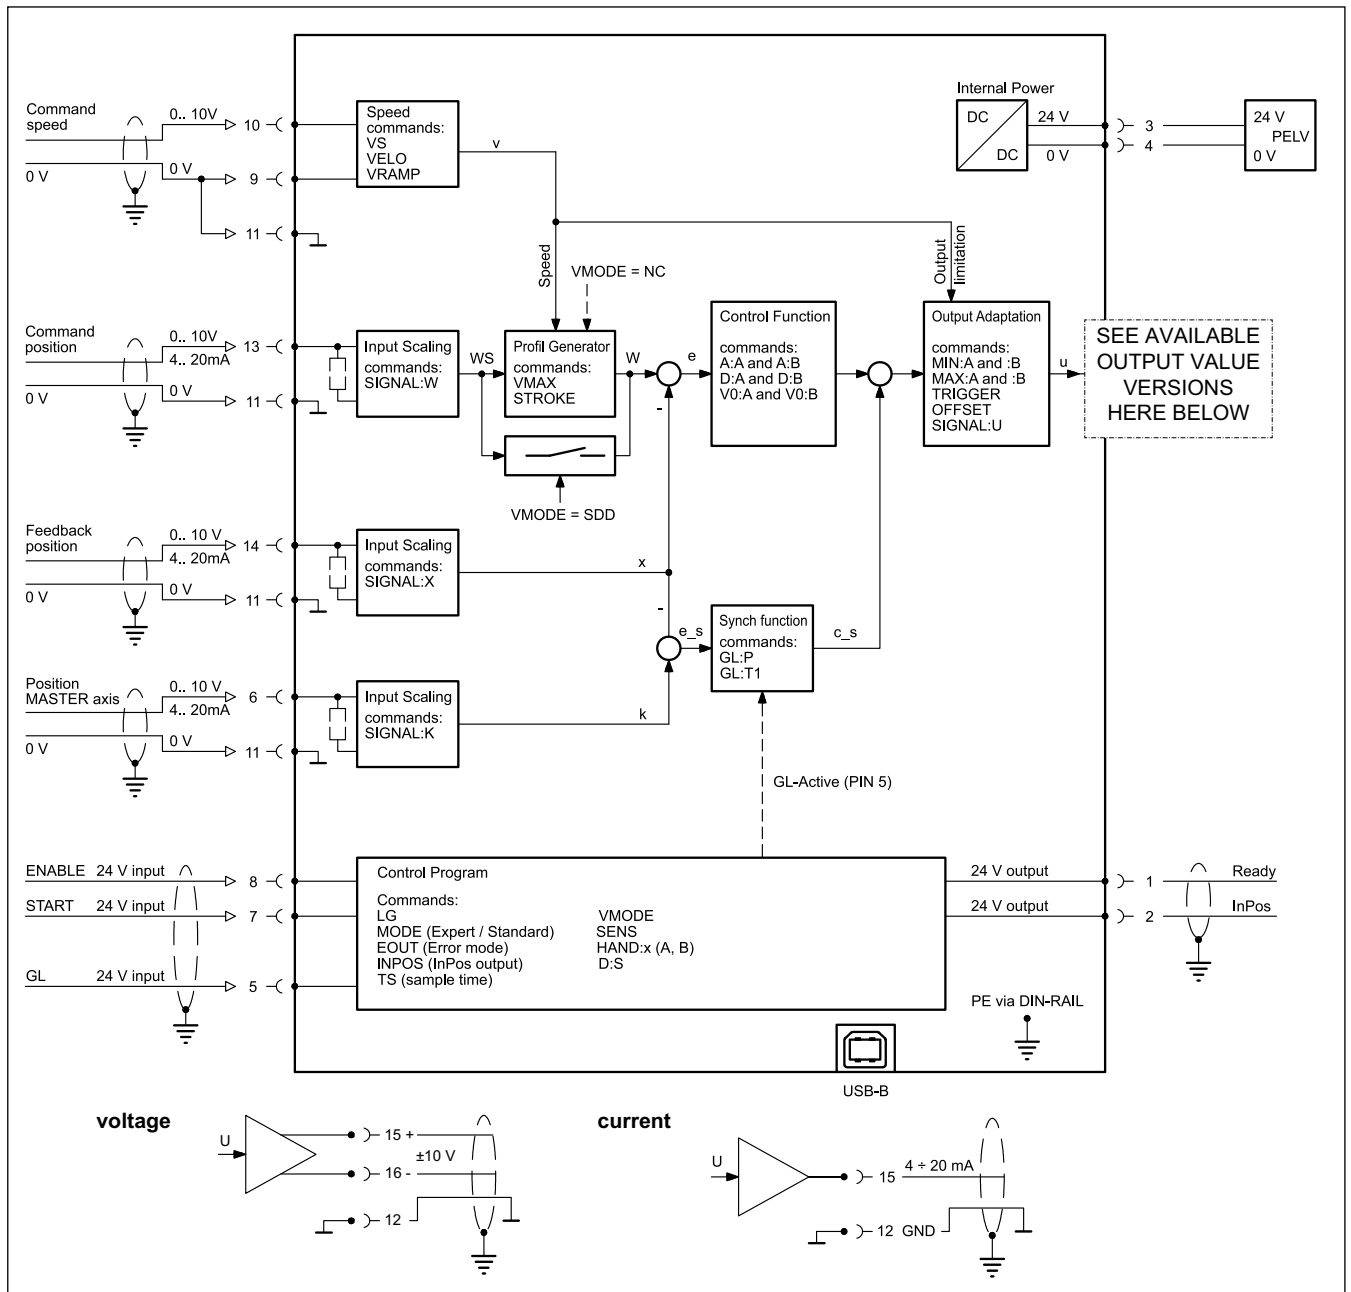 Internal Power
DC
DC
24 V
0 V
3
4
24 V
PELV
0 V
Command
speed
0.. 10V
10
0 V
0 V
9
11
Speed
commands:
VS
VELO
VRAMP
v
Speed
Output
limitation
VMODE = NC
Command
position
0.. 10V
4.. 20mA
13
0 V
0 V
11
Input Scaling
commands:
SIGNAL:W
WS
Profil Generator
commands:
VMAX
STROKE
W
-
e
Control Function
commands:
A:A and A:B
D:A and D:B
V0:A and V0:B
Output Adaptation
commands:
MIN:A and :B
MAX:A and :B
TRIGGER
OFFSET
SIGNAL:U
u
SEE AVAILABLE
OUTPUT VALUE
VERSIONS
HERE BELOW
VMODE = SDD
Feedback
position
0.. 10 V
4.. 20mA
14
0 V
0 V
11
Input Scaling
commands:
SIGNAL:X
x
-
e_s
Synch function
commands:
GL:P
GL:T1
c_s
Position
MASTER axis
0.. 10 V
4.. 20mA
6
0 V
0 V
11
Input Scaling
commands:
SIGNAL:K
k
GL-Active (PIN 5)
ENABLE 24 V input
8
START 24 V input
7
GL 24 V input
5
Control Program
Commands:
LG
MODE (Expert / Standard)
EOUT (Error mode)
INPOS (InPos output)
TS (sample time)
VMODE
SENS
HAND:x (A, B)
D:S
24 V output
1
Ready
24 V output
2
InPos
PE via DIN-RAIL
USB-B
voltage
U
15 +
±10 V
16 -
12
current
U
15
4 ÷ 20 mA
12 GND